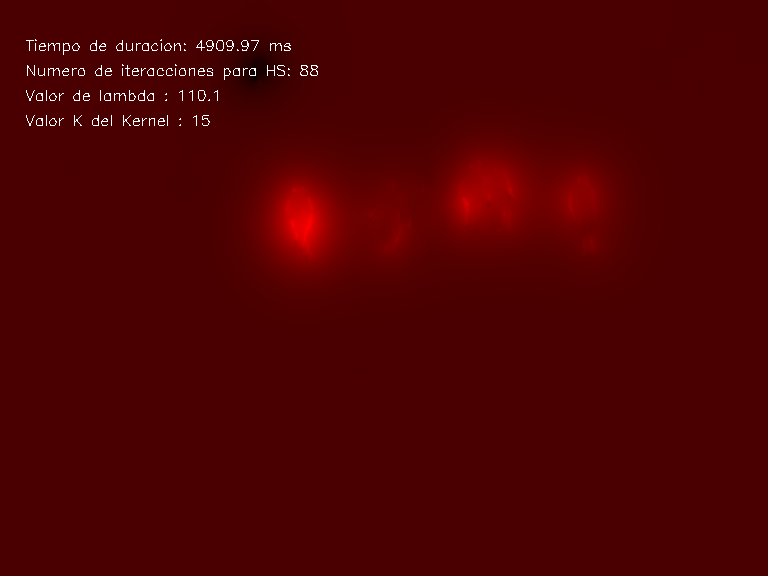 Tiempo de duracion: 4909.97 ms
Numero de iteracciones para HS: 88
Valor de lambda : 110.1
Valor K del Kernel : 15